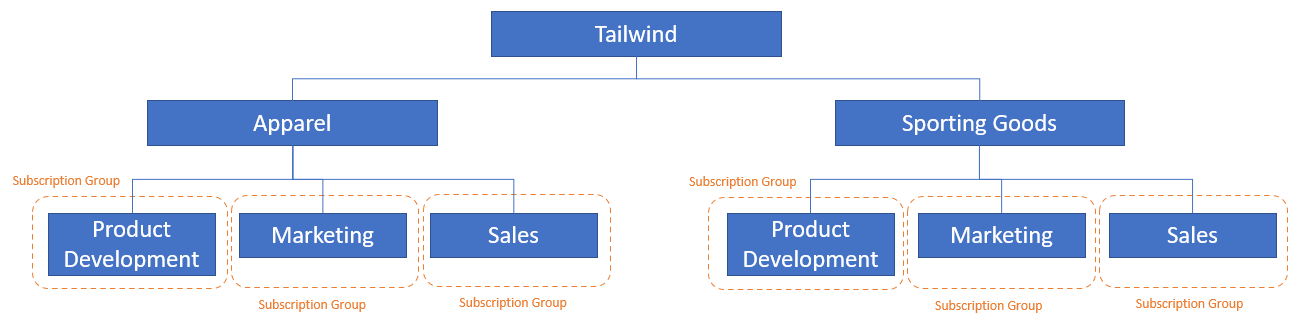 Tailwind
Apparel
Sporting Goods
Subscription Group
Subscription Group
Product
Development
Marketing
Sales
Product
Development
Marketing
Sales
Subscription Group
Subscription Group
Subscription Group
Subscription Group